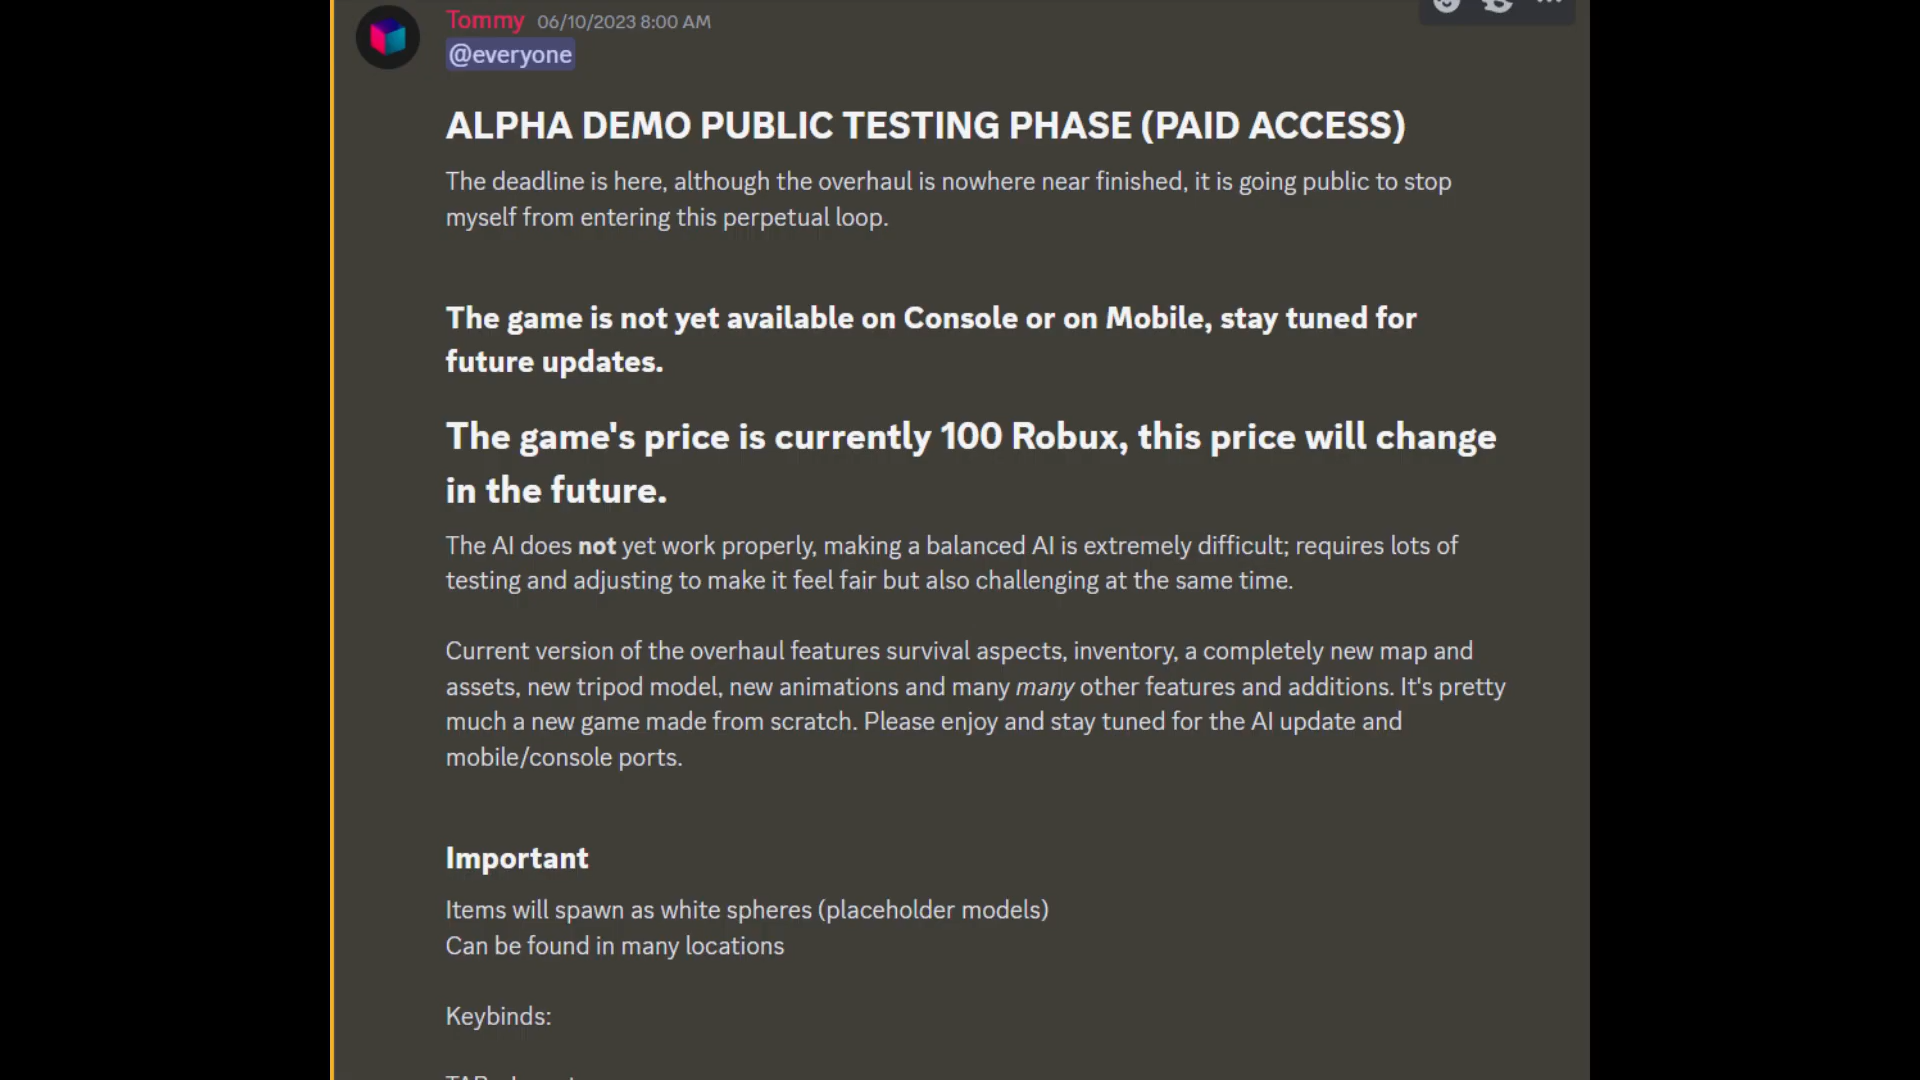 Tommy 06/10/2023 8:00 AM
@everyone
ALPHA DEMO PUBLIC TESTING PHASE (PAID ACCESS)
The deadline is here, although the overhaul is nowhere near finished, it is going public to stop
myself from entering this perpetual loop.
The game is not yet available on Console or on Mobile, stay tuned for
future updates.
The game's price is currently 100 Robux, this price will change
in the future.
The AI does not yet work properly, making a balanced AI is extremely difficult; requires lots of
testing and adjusting to make it feel fair but also challenging at the same time.
Current version of the overhaul features survival aspects, inventory, a completely new map and
assets, new tripod model, new animations and many many other features and additions. It's pretty
much a new game made from scratch. Please enjoy and stay tuned for the AI update and
mobile/console ports.
Important
Items will spawn as white spheres (placeholder models)
Can be found in many locations
Keybinds: